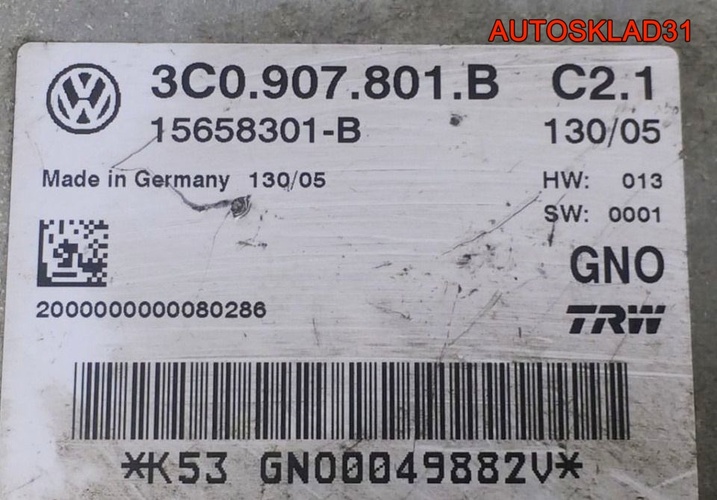 AUTOSKLAD31
3C0.907.801.B C2.1
15658301-B 130/05
Made in Germany 130/05 HW: 013
SW: 0001
GNO
2000000000080286 TRW
*K53 GNO00049882V*